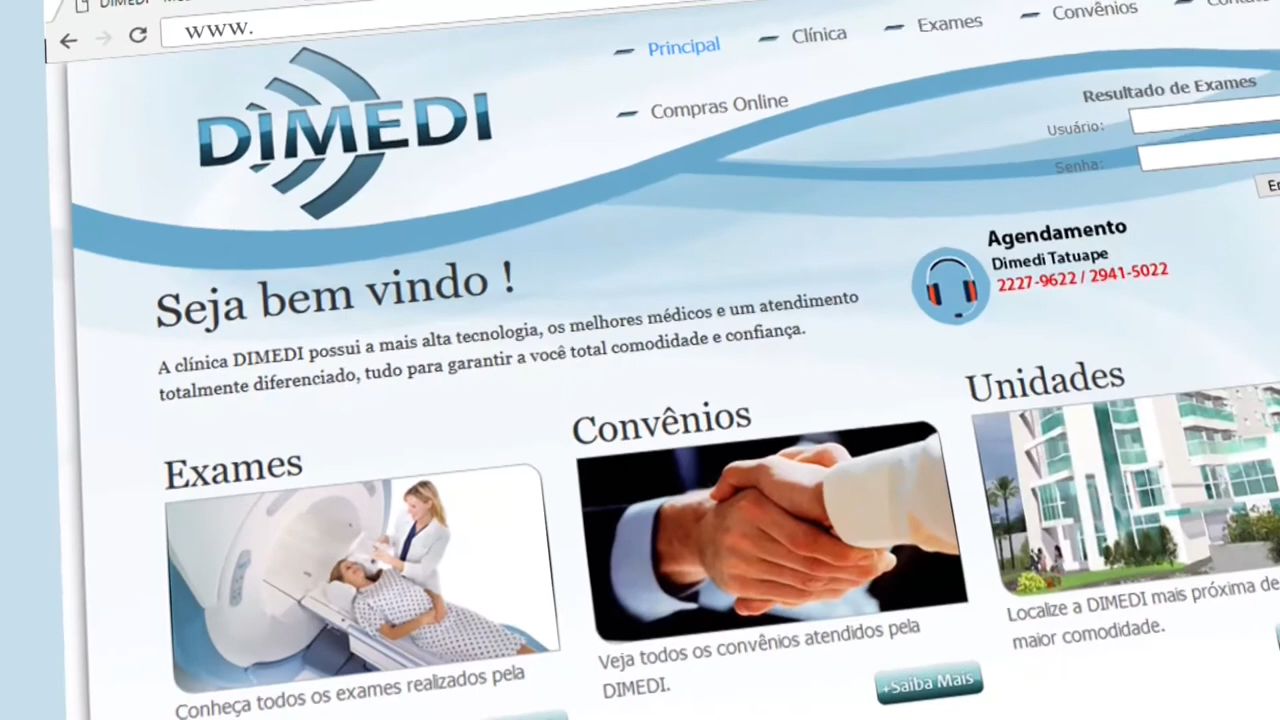 DIMEDI
www.
Principal
Clínica
Exames
Convênios
Compras Online
DIMEDI
Resultado de Exames
Usuário:
Senha:
Agendamento
Dimedi Tatuape
2227-9622 / 2941-5022
Seja bem vindo !
A clínica DIMEDI possui a mais alta tecnologia, os melhores médicos e um atendimento
totalmente diferenciado, tudo para garantir a você total comodidade e confiança.
Exames
Conheça todos os exames realizados pela
Convênios
Veja todos os convênios atendidos pela
DIMEDI.
+Saiba Mais
Unidades
Localize a DIMEDI mais próxima de
maior comodidade.